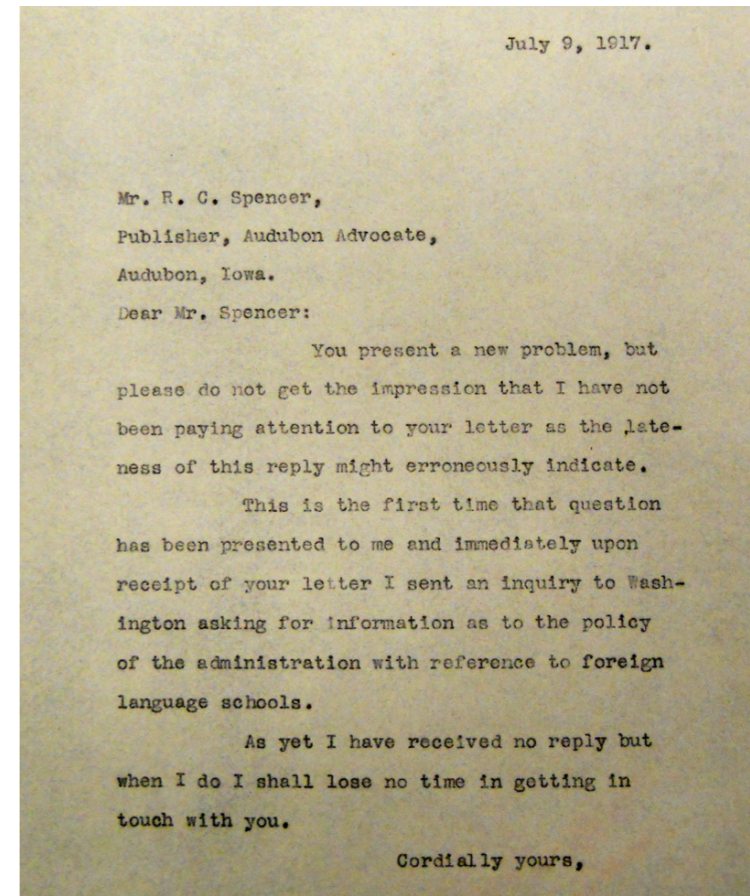 July 9, 1917.
Mr. R. C. Spencer,
Publisher, Audubon Advocate,
Audubon, Iowa.
Dear Mr. Spencer:
You present a new problem, but
please do not get the impression that I have not
been paying attention to your letter as the late-
ness of this reply might erroneously indicate.
This is the first time that question
has been presented to me and immediately upon
receipt of your letter I sent an inquiry to Wash-
ington asking for information as to the policy
of the administration with reference to foreign
language schools.
As yet I have received no reply but
when I do I shall lose no time in getting in
touch with you.
Cordially yours,